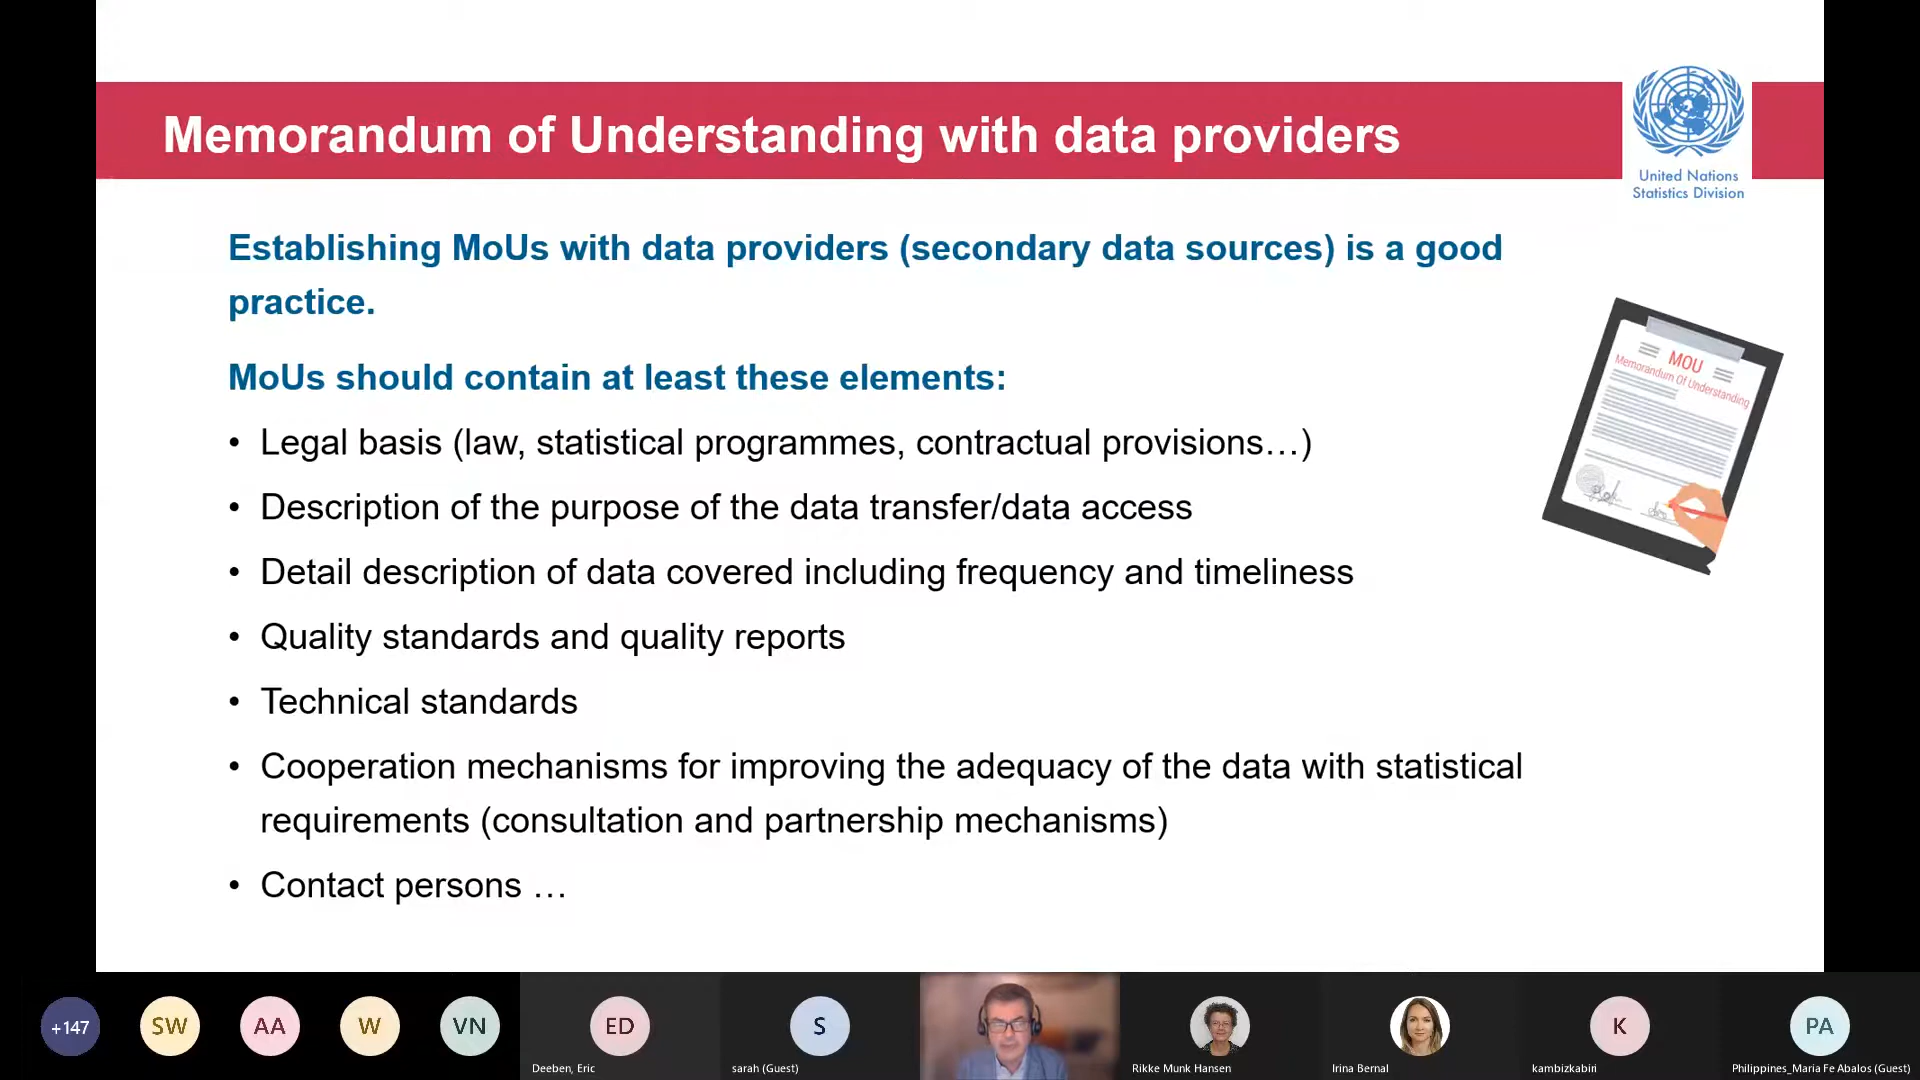 Memorandum of Understanding with data providers
United Nations
Statistics Division
Establishing MoUs with data providers (secondary data sources) is a good
practice.
MoUs should contain at least these elements:
• Legal basis (law, statistical programmes, contractual provisions…)
• Description of the purpose of the data transfer/data access
• Detail description of data covered including frequency and timeliness
• Quality standards and quality reports
• Technical standards
• Cooperation mechanisms for improving the adequacy of the data with statistical
requirements (consultation and partnership mechanisms)
• Contact persons …
MOU
Memorandum Of Understanding
+147
SW
AA
W
VN
ED
Deeben, Eric
S
sarah (Guest)
Rikke Munk Hansen
Irina Bernal
K
kambizkabiri
PA
Philippines_Maria Fe Abalos (Guest)